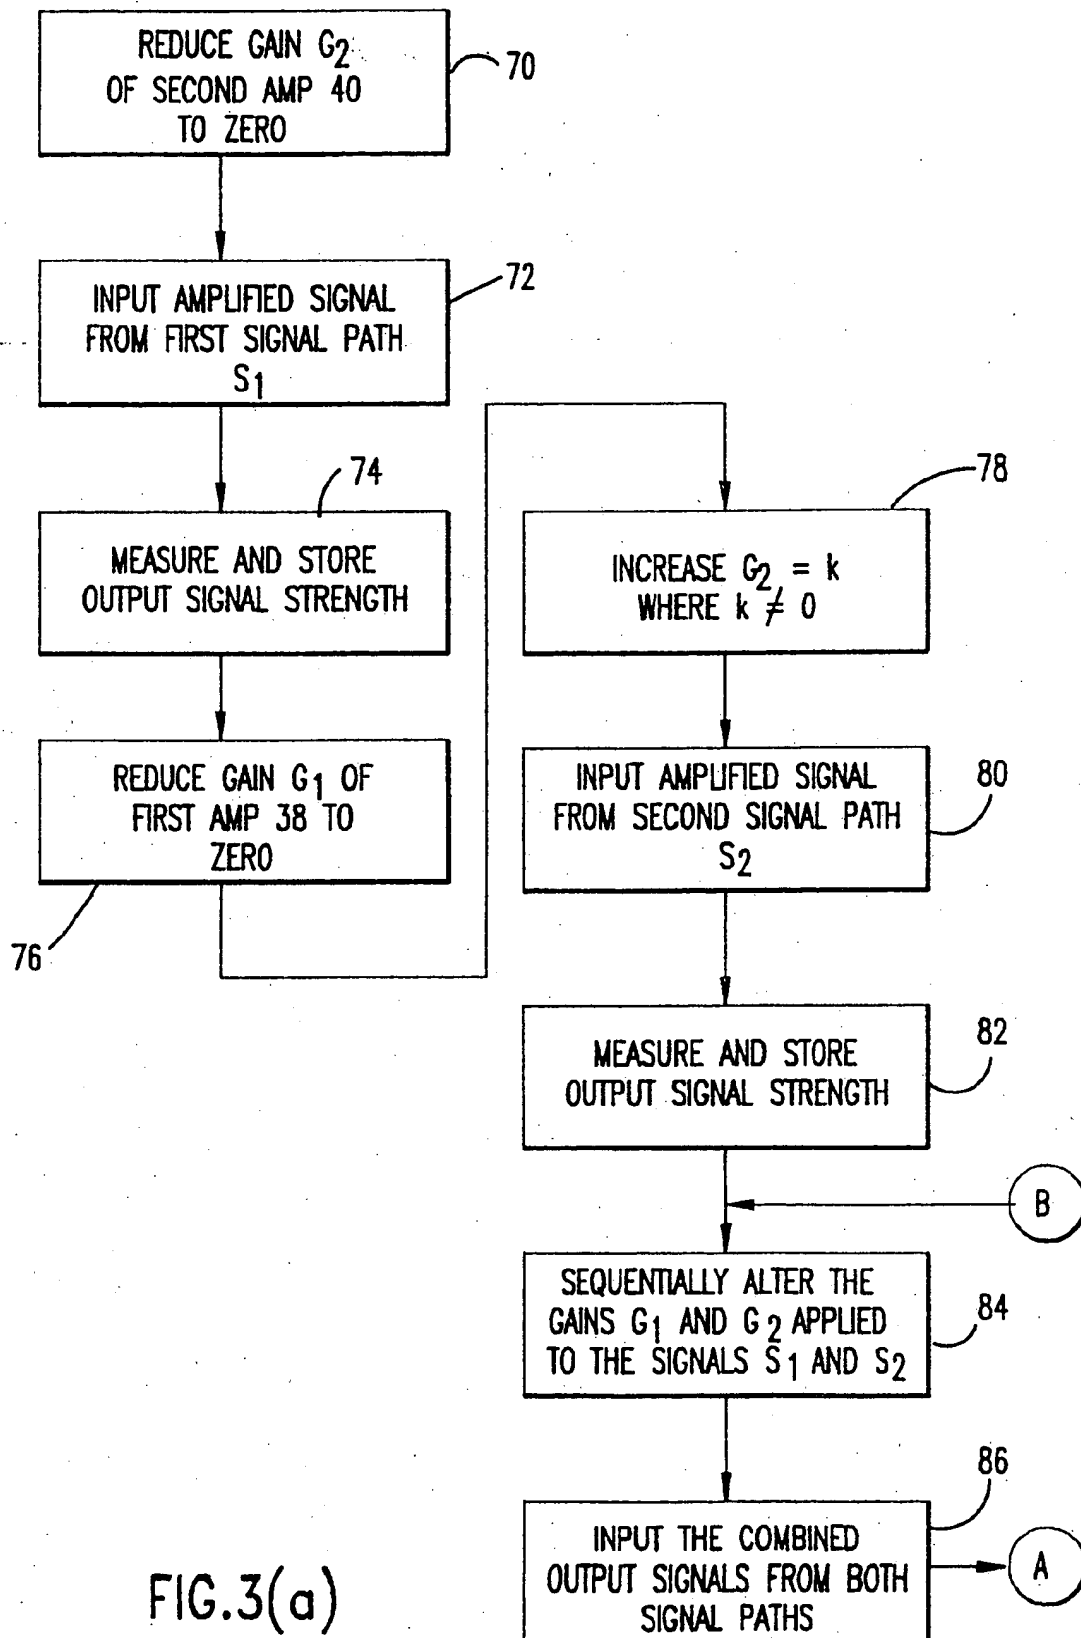 REDUCE GAIN G2
OF SECOND AMP 40
TO ZERO
70
INPUT AMPLIFIED SIGNAL
FROM FIRST SIGNAL PATH
S1
72
74
MEASURE AND STORE
OUTPUT SIGNAL STRENGTH
REDUCE GAIN G1 OF
FIRST AMP 38 TO
ZERO
76
78
INCREASE G2 = k
WHERE k ≠ 0
INPUT AMPLIFIED SIGNAL
FROM SECOND SIGNAL PATH
S2
80
MEASURE AND STORE
OUTPUT SIGNAL STRENGTH
82
B
SEQUENTIALLY ALTER THE
GAINS G1 AND G2 APPLIED
TO THE SIGNALS S1 AND S2
84
86
INPUT THE COMBINED
OUTPUT SIGNALS FROM BOTH
SIGNAL PATHS
A
FIG.3(a)